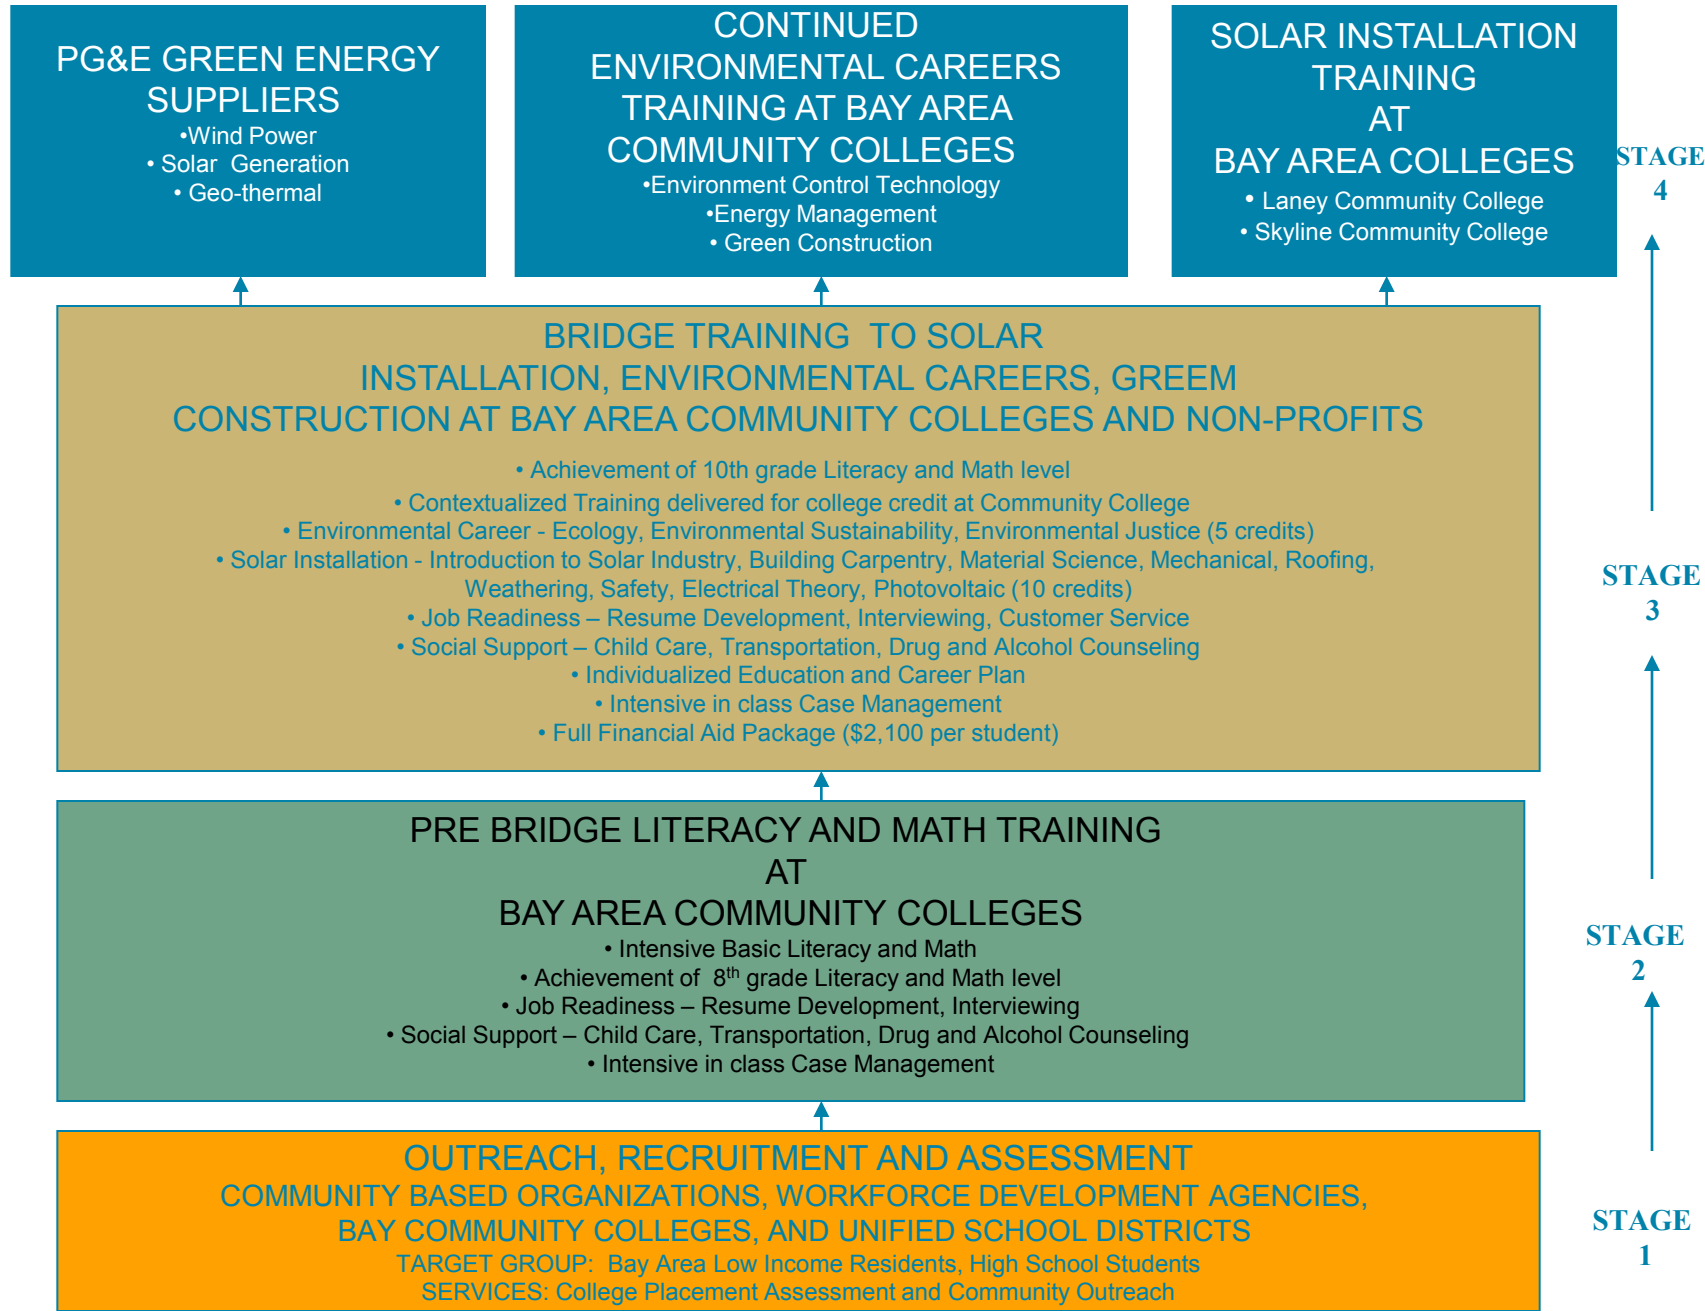 PG&E GREEN ENERGY
SUPPLIERS
•Wind Power
• Solar Generation
• Geo-thermal
CONTINUED
ENVIRONMENTAL CAREERS
TRAINING AT BAY AREA
COMMUNITY COLLEGES
•Environment Control Technology
•Energy Management
• Green Construction
SOLAR INSTALLATION
TRAINING
AT
BAY AREA COLLEGES
• Laney Community College
• Skyline Community College
STAGE
4
BRIDGE TRAINING TO SOLAR
INSTALLATION, ENVIRONMENTAL CAREERS, GREEM
CONSTRUCTION AT BAY AREA COMMUNITY COLLEGES AND NON-PROFITS
• Achievement of 10th grade Literacy and Math level
• Contextualized Training delivered for college credit at Community College
• Environmental Career - Ecology, Environmental Sustainability, Environmental Justice (5 credits)
• Solar Installation - Introduction to Solar Industry, Building Carpentry, Material Science, Mechanical, Roofing,
Weathering, Safety, Electrical Theory, Photovoltaic (10 credits)
• Job Readiness – Resume Development, Interviewing, Customer Service
• Social Support – Child Care, Transportation, Drug and Alcohol Counseling
• Individualized Education and Career Plan
• Intensive in class Case Management
• Full Financial Aid Package ($2,100 per student)
STAGE
3
PRE BRIDGE LITERACY AND MATH TRAINING
AT
BAY AREA COMMUNITY COLLEGES
• Intensive Basic Literacy and Math
• Achievement of 8th grade Literacy and Math level
• Job Readiness – Resume Development, Interviewing
• Social Support – Child Care, Transportation, Drug and Alcohol Counseling
• Intensive in class Case Management
STAGE
2
OUTREACH, RECRUITMENT AND ASSESSMENT
COMMUNITY BASED ORGANIZATIONS, WORKFORCE DEVELOPMENT AGENCIES,
BAY COMMUNITY COLLEGES, AND UNIFIED SCHOOL DISTRICTS
TARGET GROUP: Bay Area Low Income Residents, High School Students
SERVICES: College Placement Assessment and Community Outreach
STAGE
1